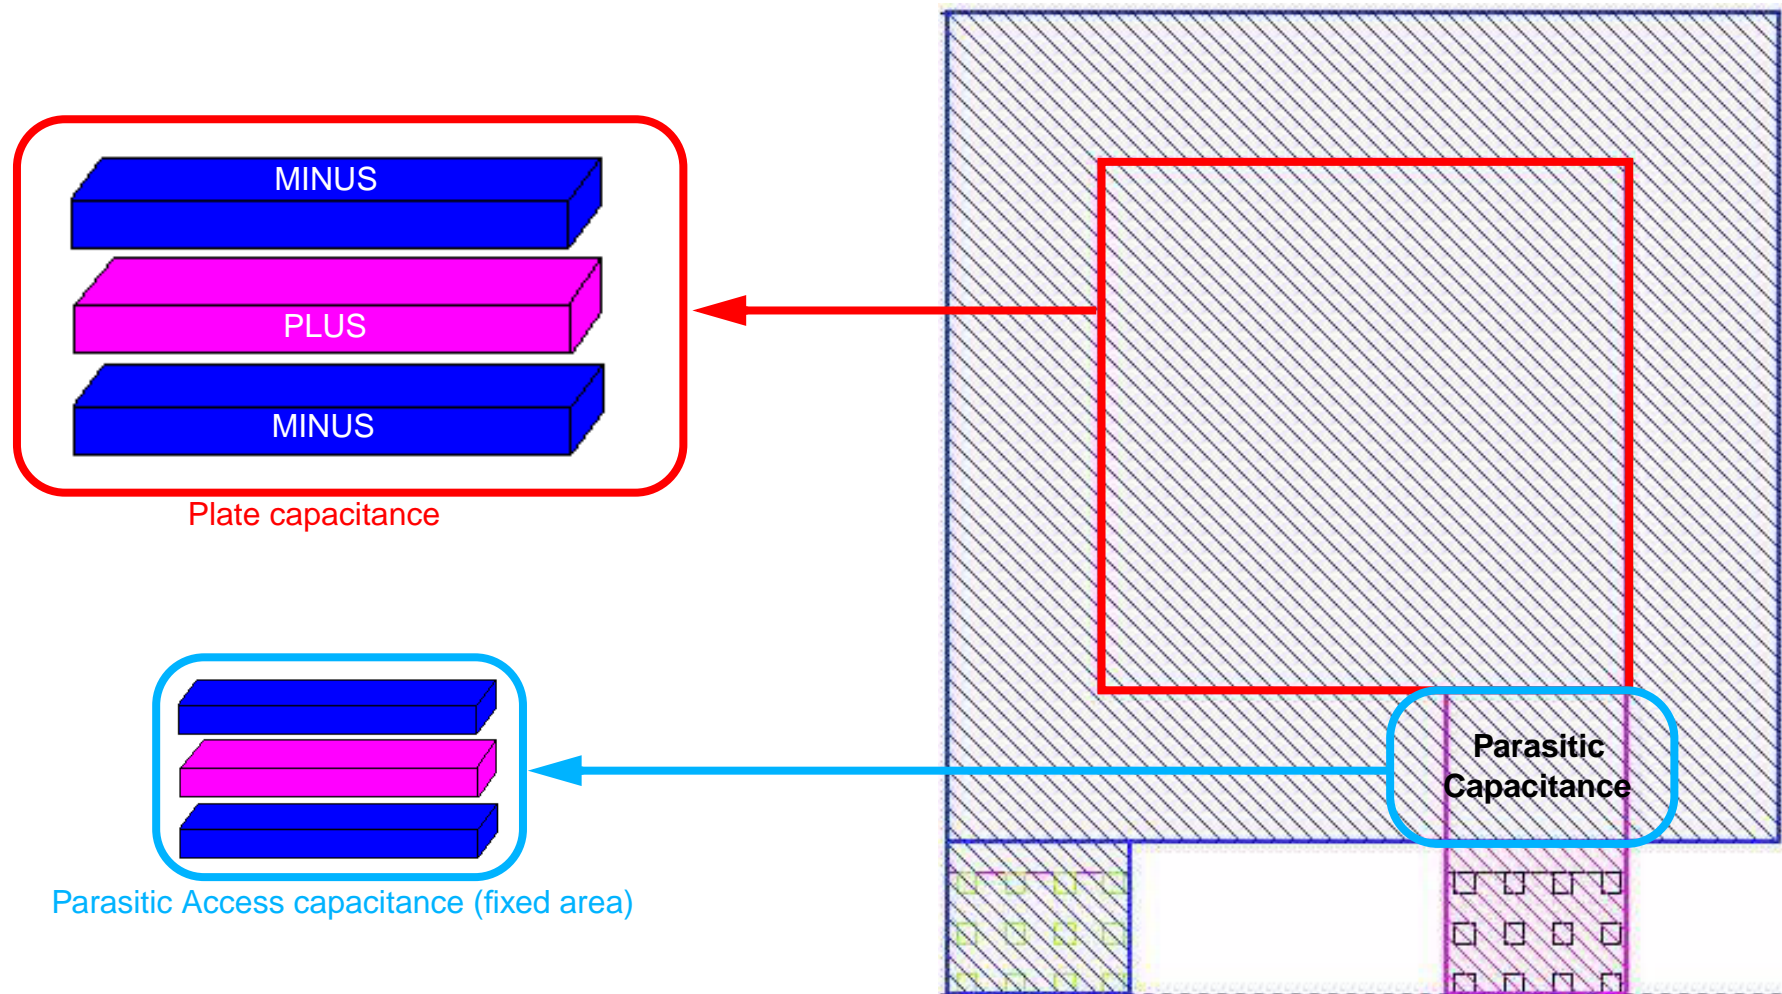 MINUS
PLUS
MINUS
Plate capacitance
Parasitic
Capacitance
Parasitic Access capacitance (fixed area)